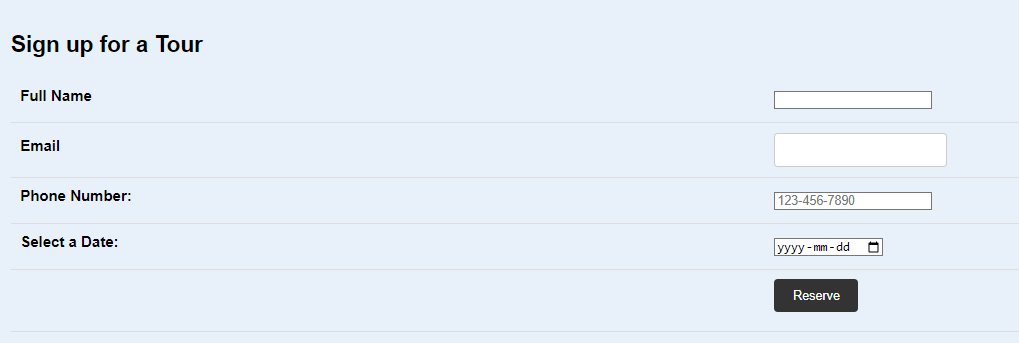 Sign up for a Tour
Full Name
Email
Phone Number: 123-456-7890
Select a Date: yyyy-mm-dd
Reserve